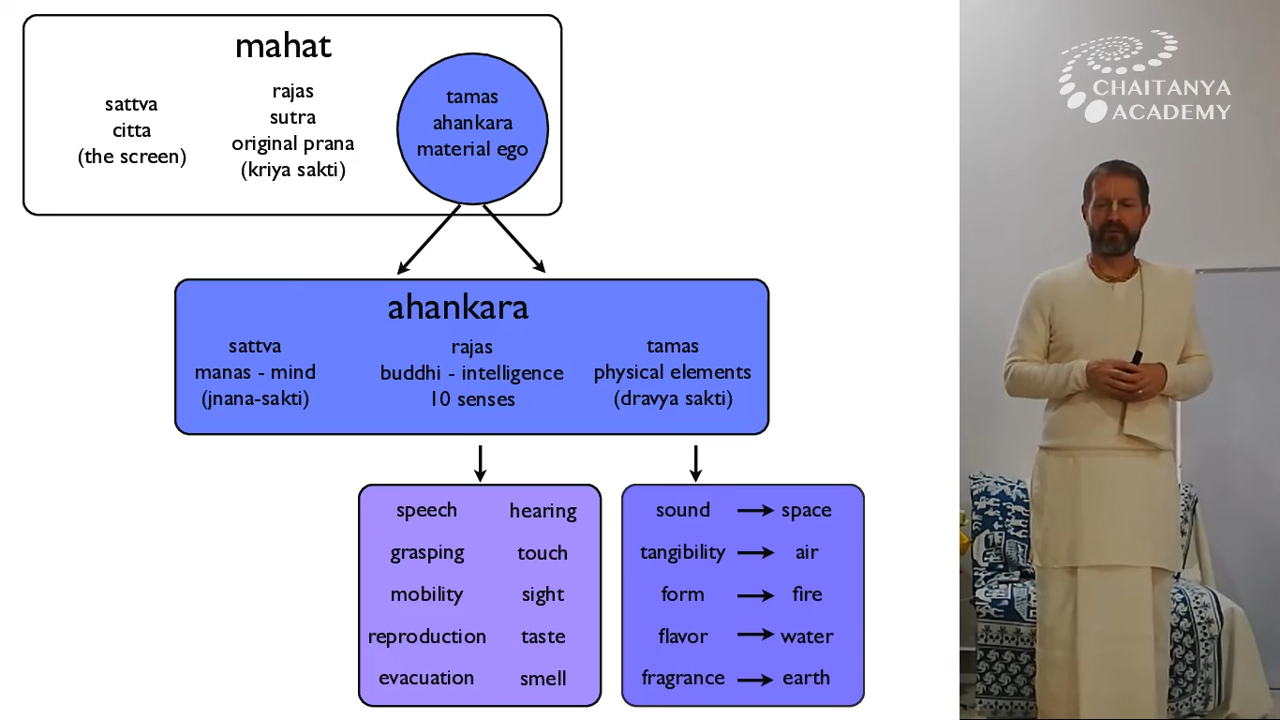 mahat
sattva
citta
(the screen)
rajas
sutra
original prana
(kriya sakti)
tamas
ahankara
material ego
ahankara
sattva
manas - mind
(jnana-sakti)
rajas
buddhi - intelligence
10 senses
tamas
physical elements
(dravya sakti)
speech hearing
grasping touch
mobility sight
reproduction taste
evacuation smell
sound → space
tangibility → air
form → fire
flavor → water
fragrance → earth
CHAITANYA
ACADEMY